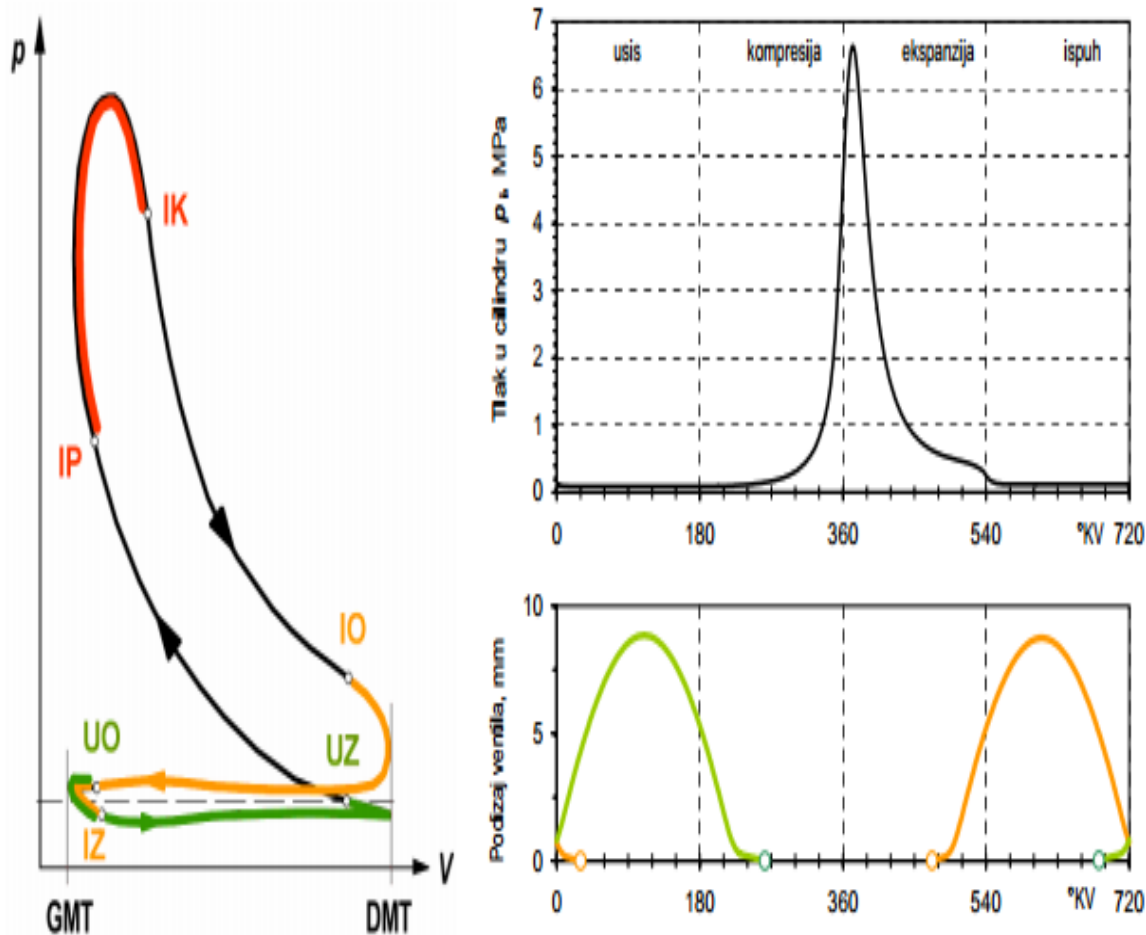 p
IK
IP
IO
UO
UZ
IZ
V
GMT
DMT
Tlak u cilindru p
MPa
7
6
5
4
3
2
1
0
usis
kompresija
ekspanzija
ispuh
0
180
360
540
°KV
720
Podizaj ventila, mm
10
5
0
0
180
360
540
°KV
720